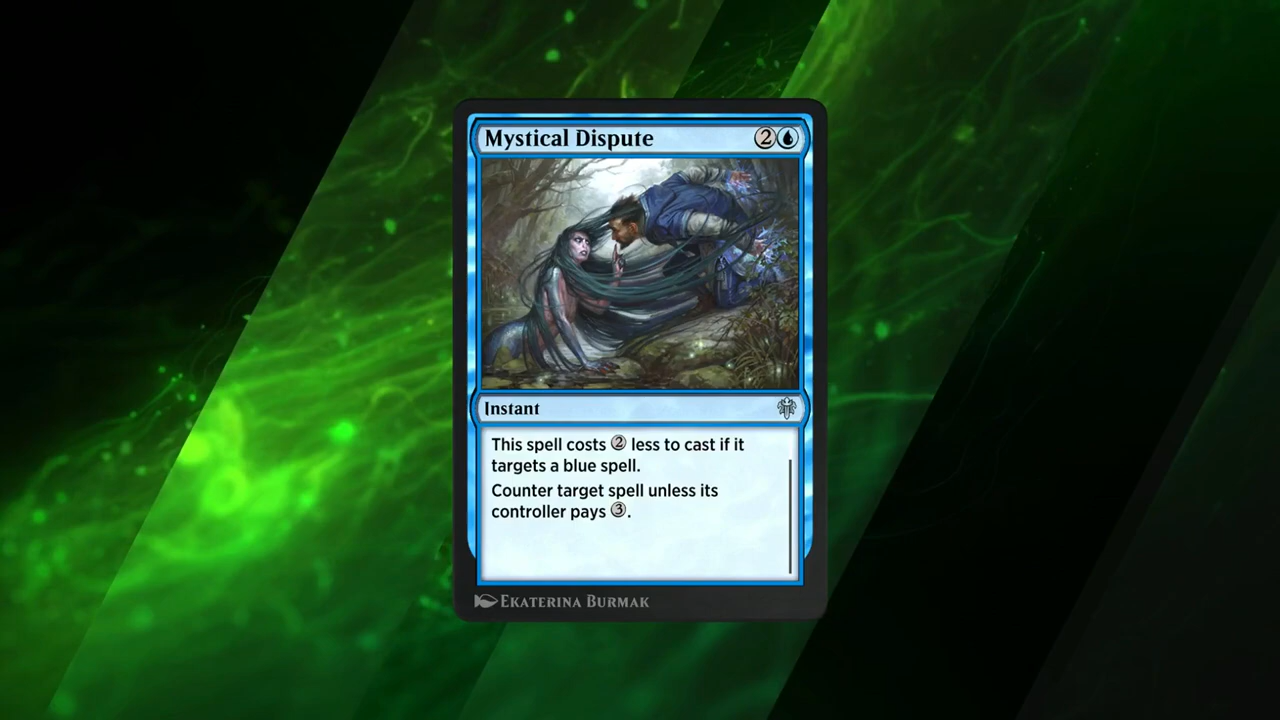 Mystical Dispute 2
Instant
This spell costs 2 less to cast if it
targets a blue spell.
Counter target spell unless its
controller pays 3.
EKATERINA BURMAK